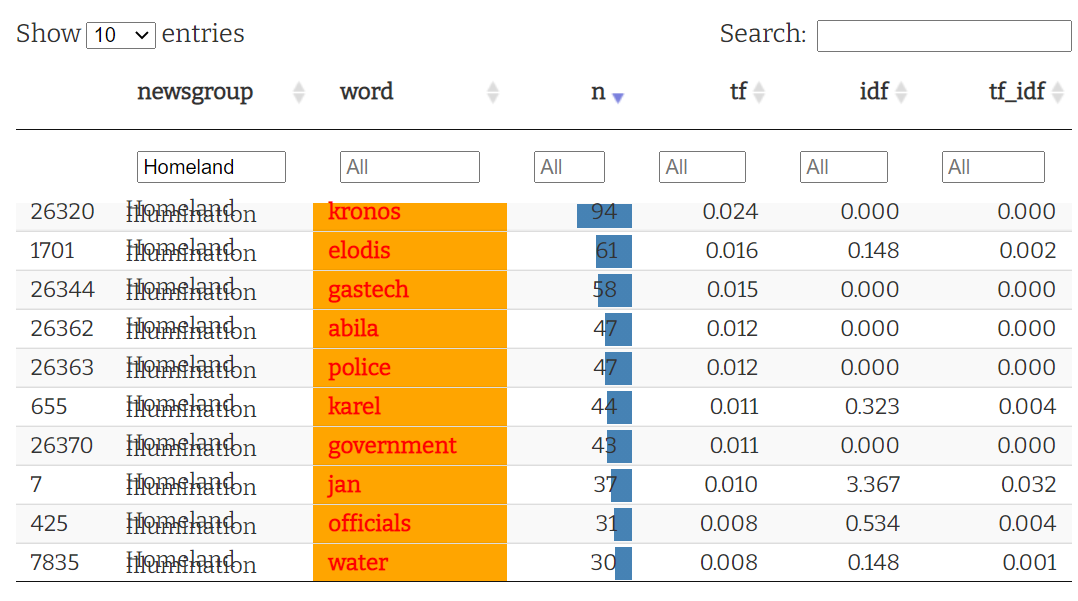 Show 10 entries Search:
newsgroup word n tf idf tf_idf
Homeland All All All All All
26320 Homeland Illumination kronos 94 0.024 0.000 0.000
1701 Homeland Illumination elodis 61 0.016 0.148 0.002
26344 Homeland Illumination gastech 58 0.015 0.000 0.000
26362 Homeland Illumination abila 47 0.012 0.000 0.000
26363 Homeland Illumination police 47 0.012 0.000 0.000
655 Homeland Illumination karel 44 0.011 0.323 0.004
26370 Homeland Illumination government 43 0.011 0.000 0.000
7 Homeland Illumination jan 37 0.010 3.367 0.032
425 Homeland Illumination officials 31 0.008 0.534 0.004
7835 Homeland Illumination water 30 0.008 0.148 0.001